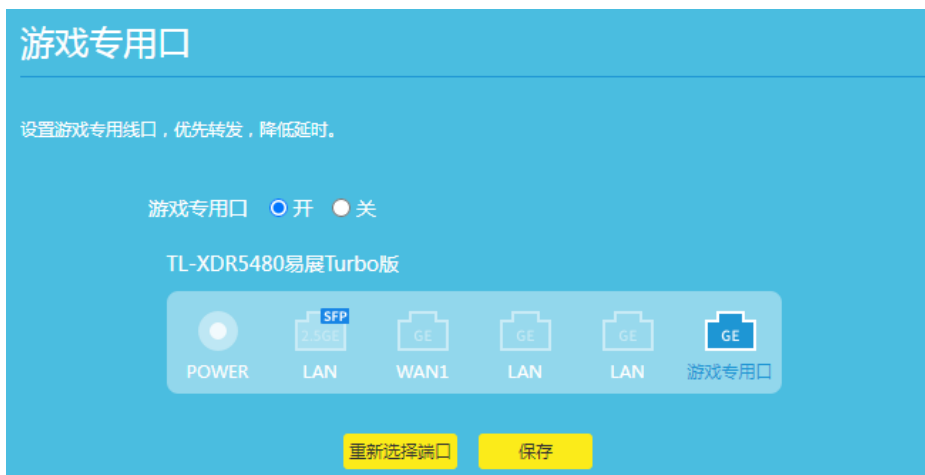 游戏专用口
设置游戏专用线口，优先转发，降低延时。
游戏专用口 开 关
TL-XDR5480易展Turbo版
SFP
2.5GE GE GE GE GE
POWER LAN WAN1 LAN LAN 游戏专用口
重新选择端口 保存